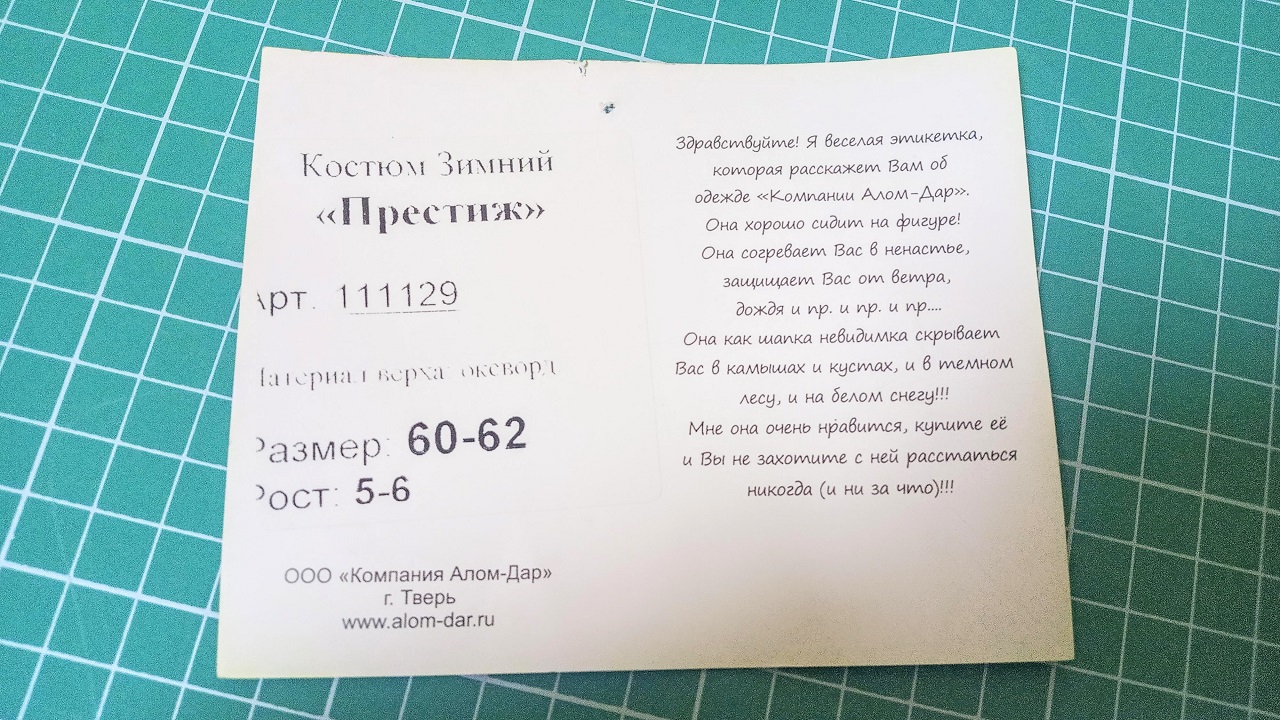 Костюм Зимний
«Престиж»
Арт. 111129
Материал верха: оксворд
Размер: 60-62
Рост: 5-6
ООО «Компания Алом-Дар»
г. Тверь
www.alom-dar.ru
Здравствуйте! Я веселая этикетка,
которая расскажет Вам об
одежде «Компании Алом-Дар».
Она хорошо сидит на фигуре!
Она согревает Вас в ненастье,
защищает Вас от ветра,
дождя и пр. и пр. и пр....
Она как шапка невидимка скрывает
Вас в камышах и кустах, и в темном
лесу, и на белом снегу!!!
Мне она очень нравится, купите её
и Вы не захотите с ней расстаться
никогда (и ни за что)!!!